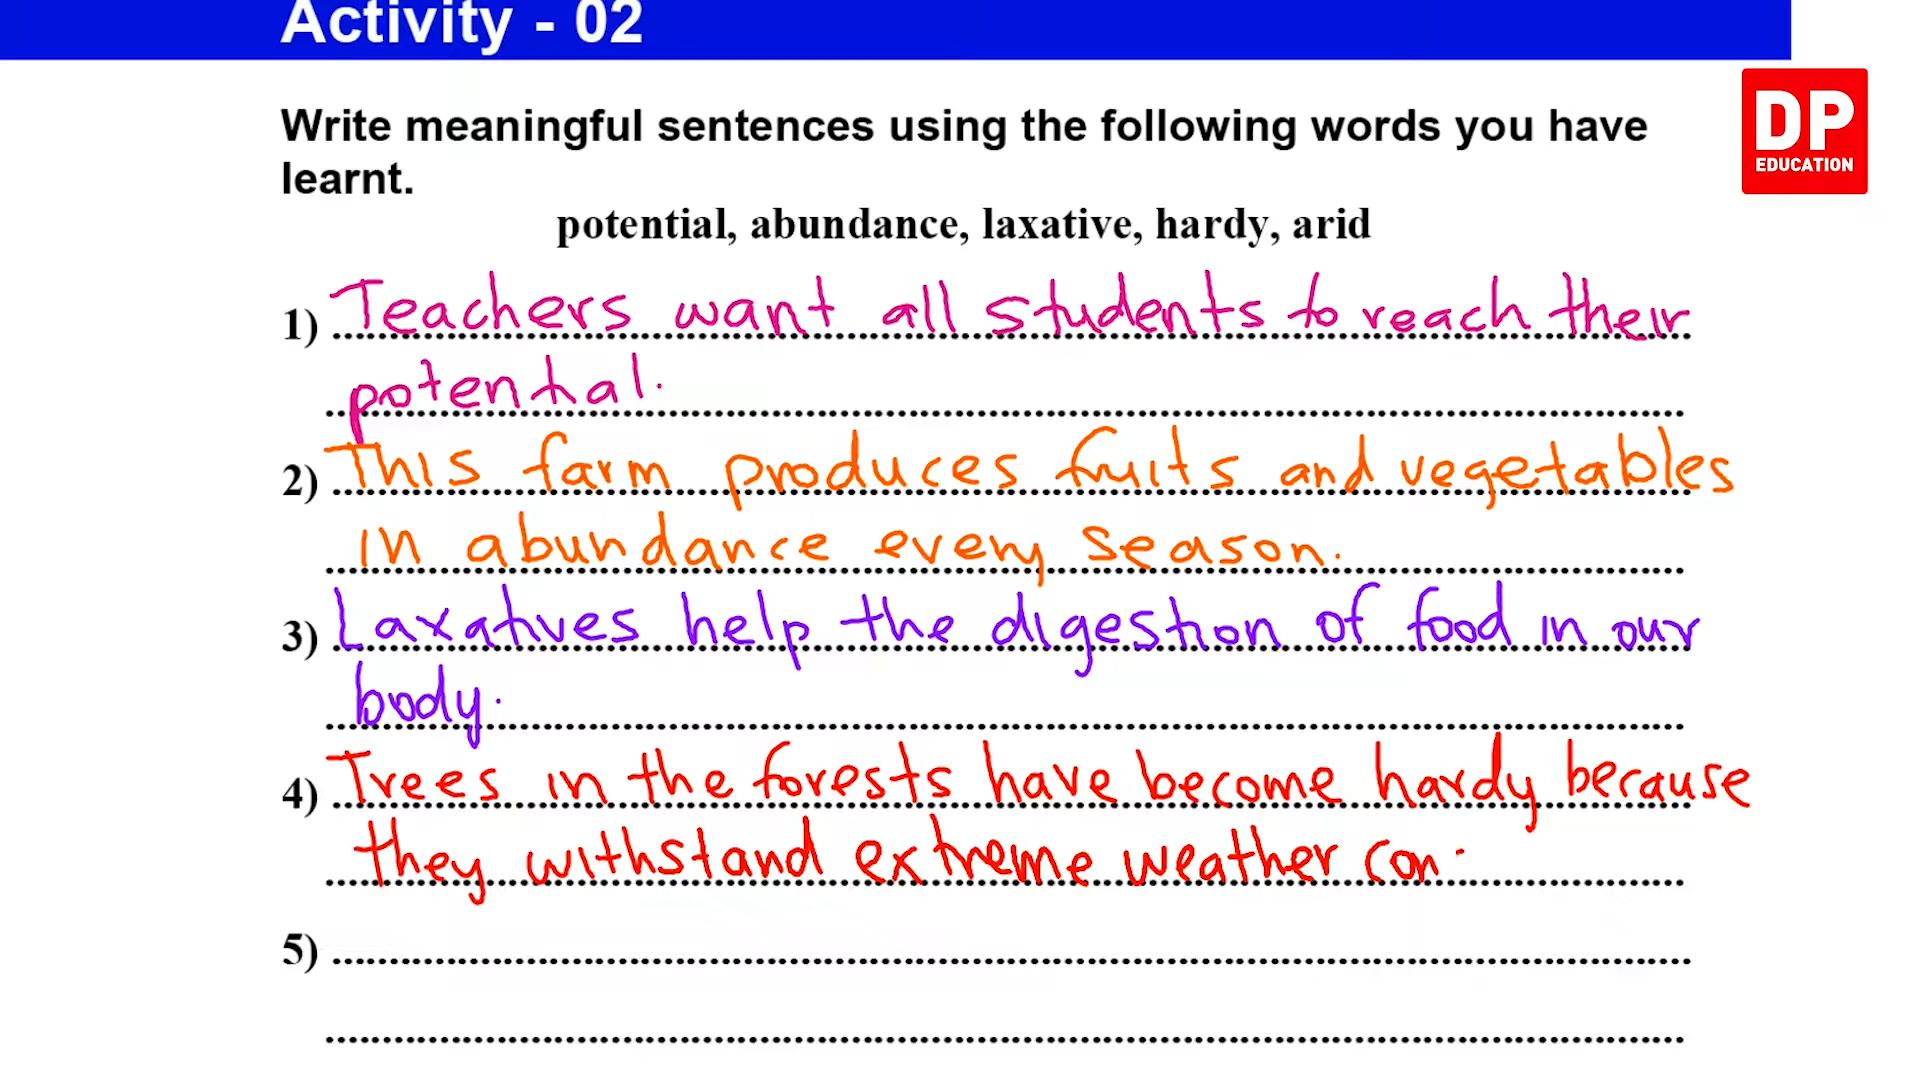 Activity - 02
DP
EDUCATION
Write meaningful sentences using the following words you have
learnt.
potential, abundance, laxative, hardy, arid
1) Teachers want all students to reach their
potential.
2) This farm produces fruits and vegetables
in abundance every season.
3) Laxatives help the digestion of food in our
body.
4) Trees in the forests have become hardy because
they withstand extreme weather con
5)